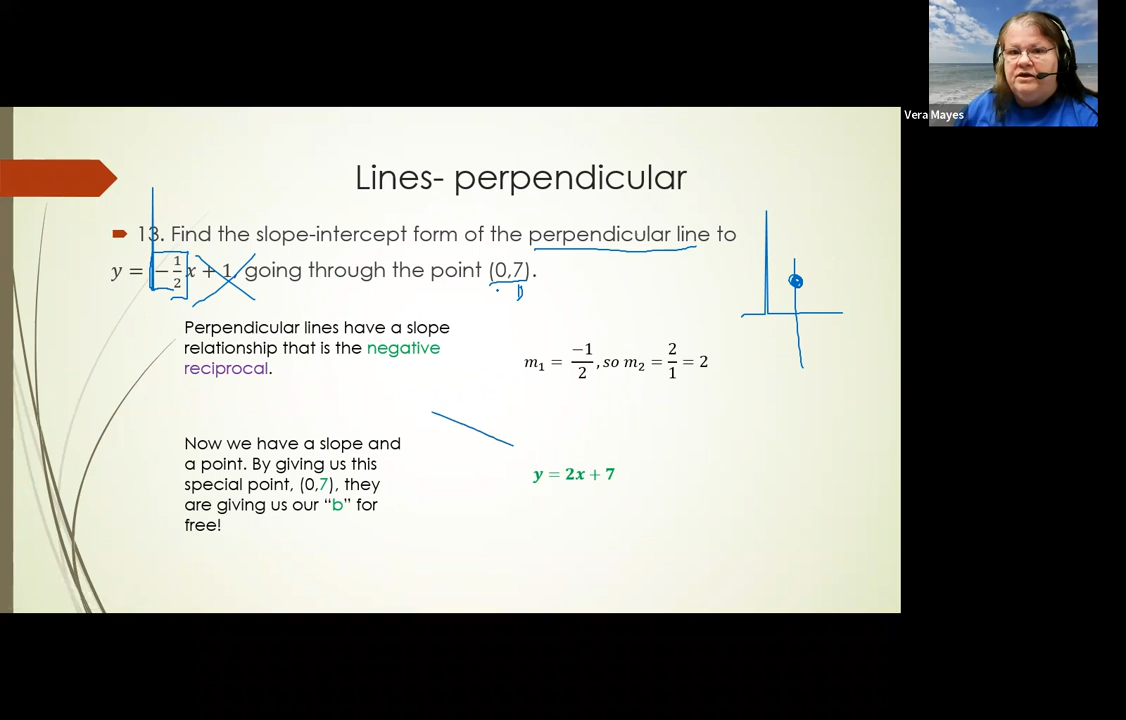 Vera Mayes
Lines- perpendicular
13. Find the slope-intercept form of the perpendicular line to
y = -1/2 x + 1 going through the point (0,7).
Perpendicular lines have a slope
relationship that is the negative
reciprocal.
m₁ = -1/2, so m₂ = 2/1 = 2
Now we have a slope and
a point. By giving us this
special point, (0,7), they
are giving us our “b” for
free!
y = 2x + 7